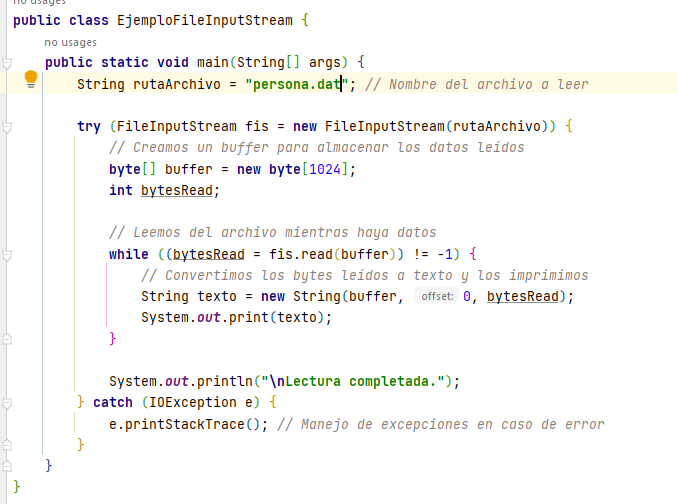 no usages
public class EjemploFileInputStream {
no usages
public static void main(String[] args) {
String rutaArchivo = "persona.dat"; // Nombre del archivo a leer
try (FileInputStream fis = new FileInputStream(rutaArchivo)) {
// Creamos un buffer para almacenar los datos leídos
byte[] buffer = new byte[1024];
int bytesRead;
// Leemos del archivo mientras haya datos
while ((bytesRead = fis.read(buffer)) != -1) {
// Convertimos los bytes leídos a texto y los imprimimos
String texto = new String(buffer, offset: 0, bytesRead);
System.out.print(texto);
}
System.out.println("\nLectura completada.");
} catch (IOException e) {
e.printStackTrace(); // Manejo de excepciones en caso de error
}
}
}